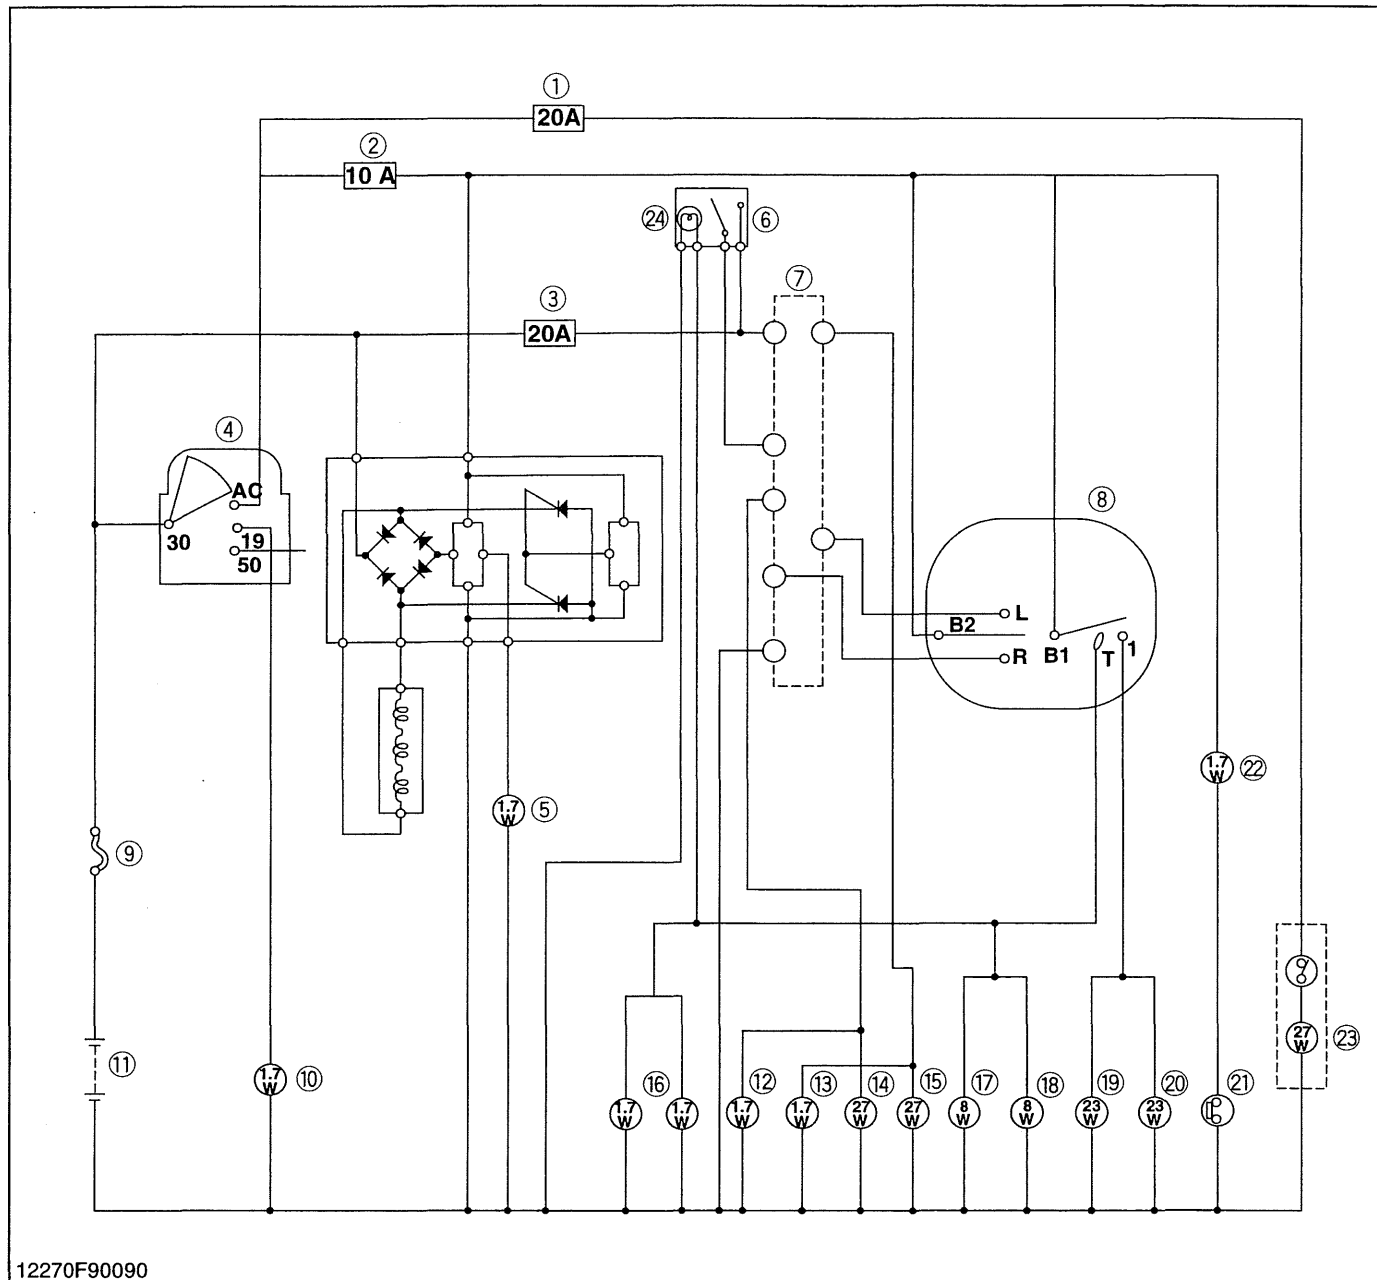 ①
20A
②
10 A
24 ⑥
⑦
③
20A
④
AC
30
19
50
⑧
L
B2
B1
T
1
R
1.7 W
22
1.7 W
⑤
⑨
27 W
23
⑪
1.7 W
⑩
⑯
⑫
⑬
⑭
⑮
⑰
⑱
⑲
⑳
21
1.7 W
1.7 W
1.7 W
1.7 W
27 W
27 W
8 W
8 W
23 W
23 W
12270F90090